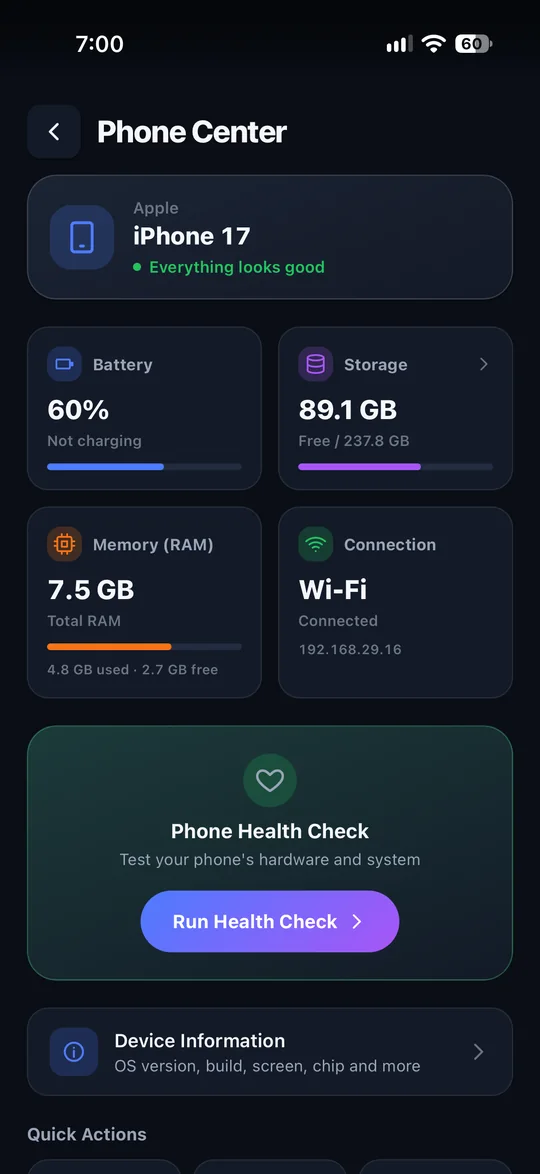 7:00
60
Phone Center
Apple
iPhone 17
Everything looks good
Battery
60%
Not charging
Storage
89.1 GB
Free / 237.8 GB
Memory (RAM)
7.5 GB
Total RAM
4.8 GB used · 2.7 GB free
Connection
Wi-Fi
Connected
192.168.29.16
Phone Health Check
Test your phone's hardware and system
Run Health Check
Device Information
OS version, build, screen, chip and more
Quick Actions